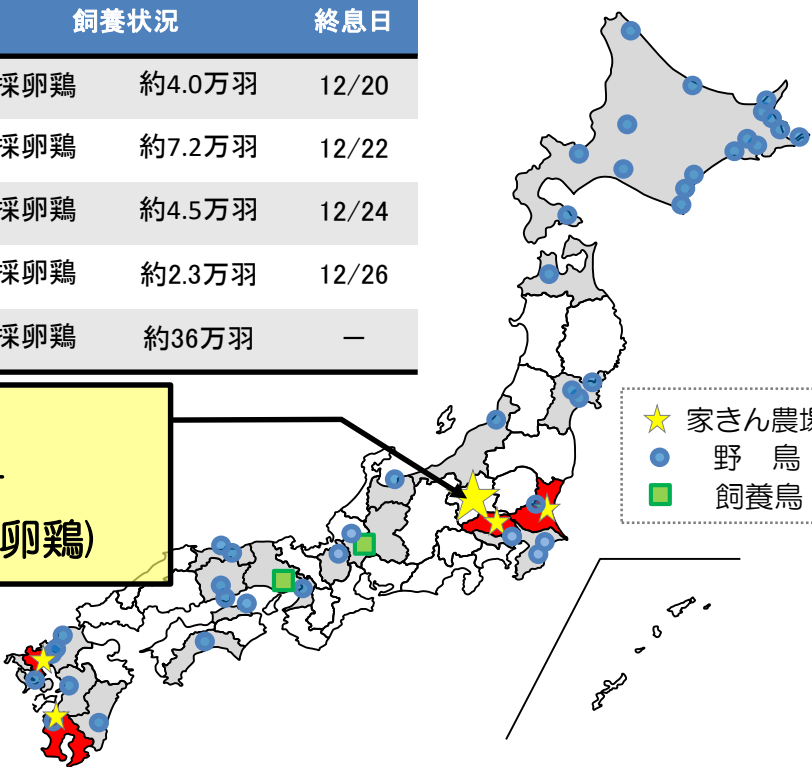 飼養状況 終息日
採卵鶏 約4.0万羽 12/20
採卵鶏 約7.2万羽 12/22
採卵鶏 約4.5万羽 12/24
採卵鶏 約2.3万羽 12/26
採卵鶏 約36万羽 －
卵鶏)
家きん農場
野 鳥
飼養鳥